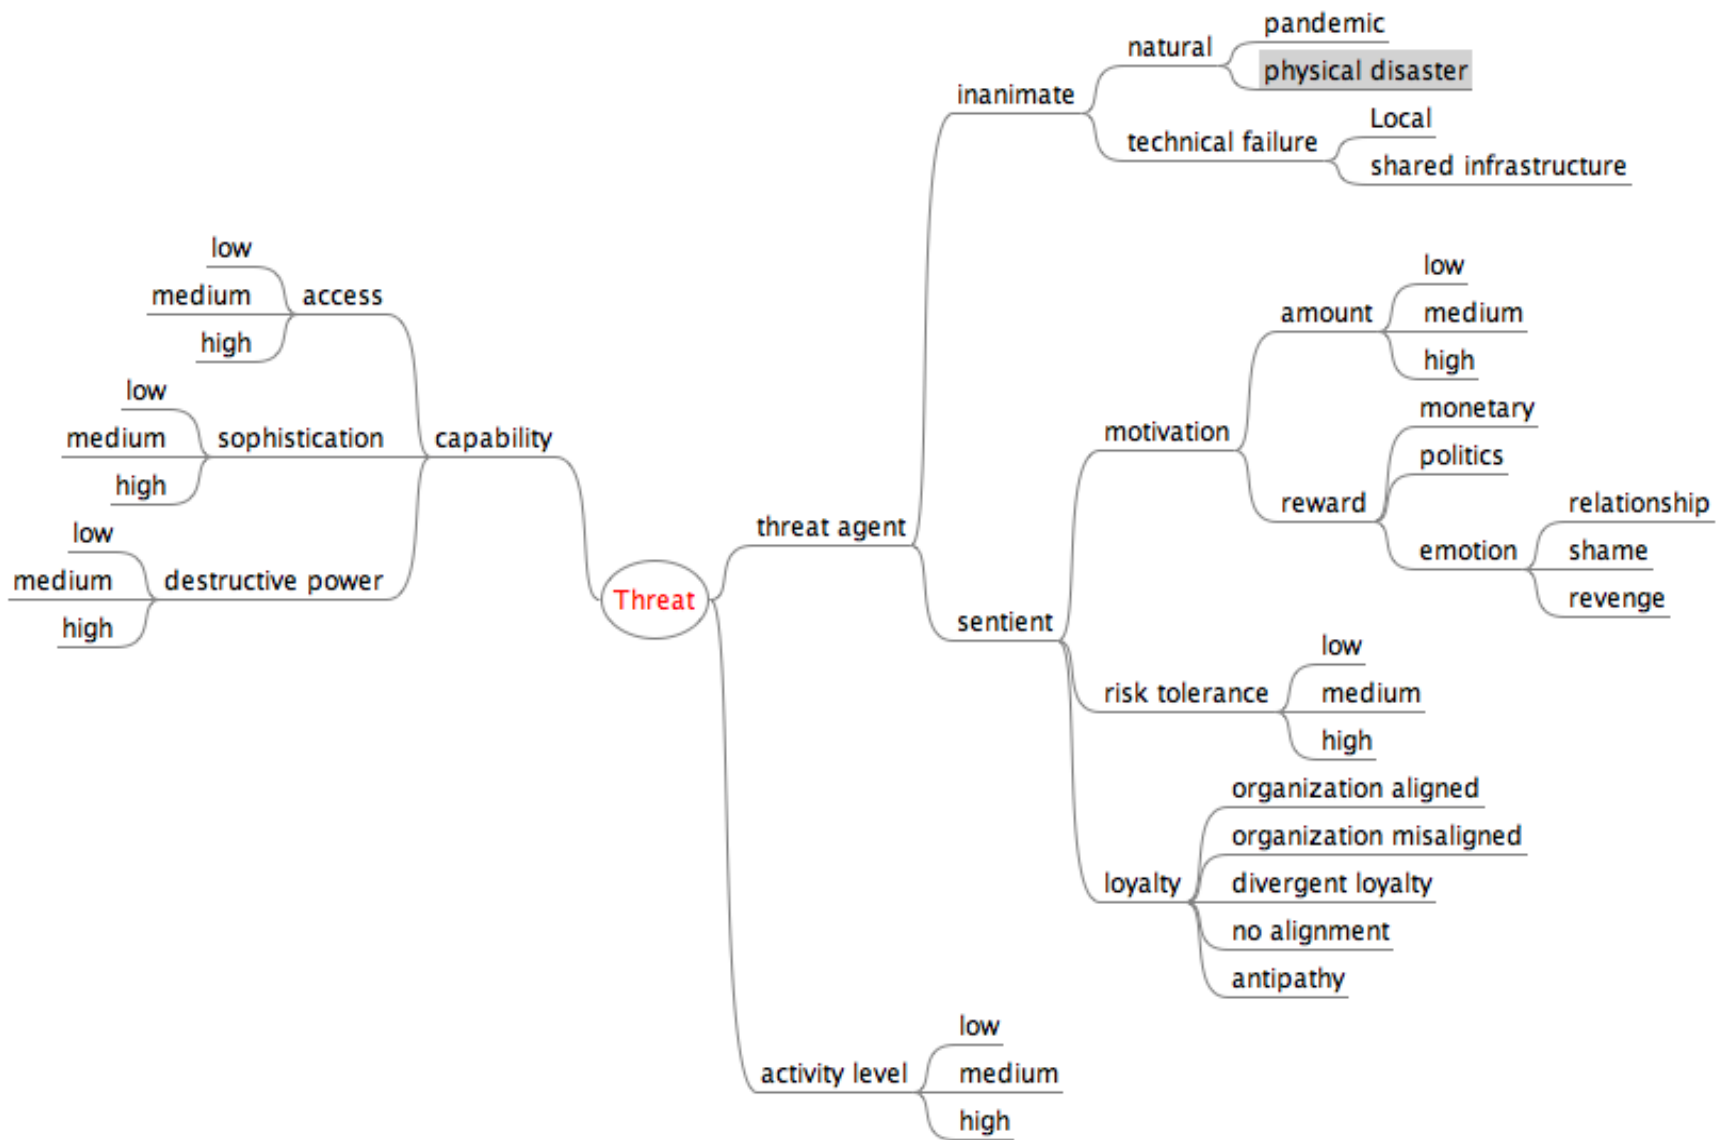 pandemic
natural
physical disaster
inanimate
Local
technical failure
shared infrastructure
low
medium
access
high
low
medium
sophistication
high
low
medium
destructive power
high
capability
Threat
threat agent
sentient
motivation
amount
low
medium
high
reward
monetary
politics
emotion
relationship
shame
revenge
risk tolerance
low
medium
high
loyalty
organization aligned
organization misaligned
divergent loyalty
no alignment
antipathy
activity level
low
medium
high